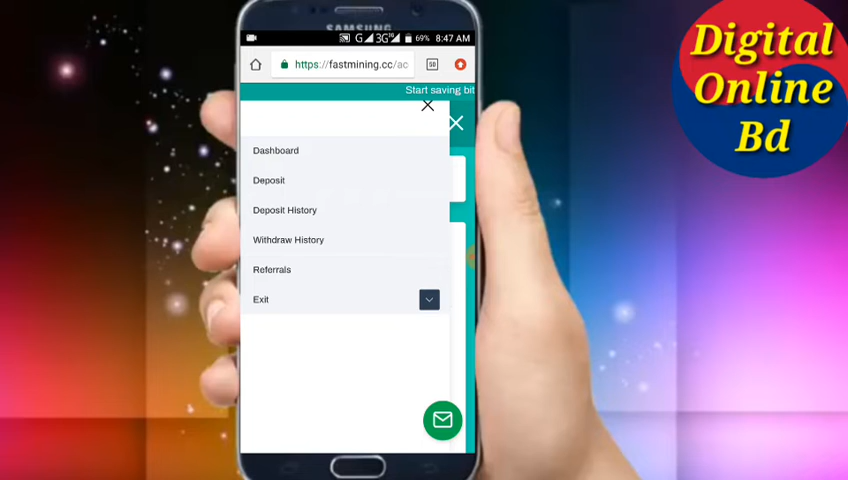 SAMSUNG
G 3G 69% 8:47 AM
https://fastmining.cc/ac
50
Start saving bit
Dashboard
Deposit
Deposit History
Withdraw History
Referrals
Exit
Digital
Online
Bd